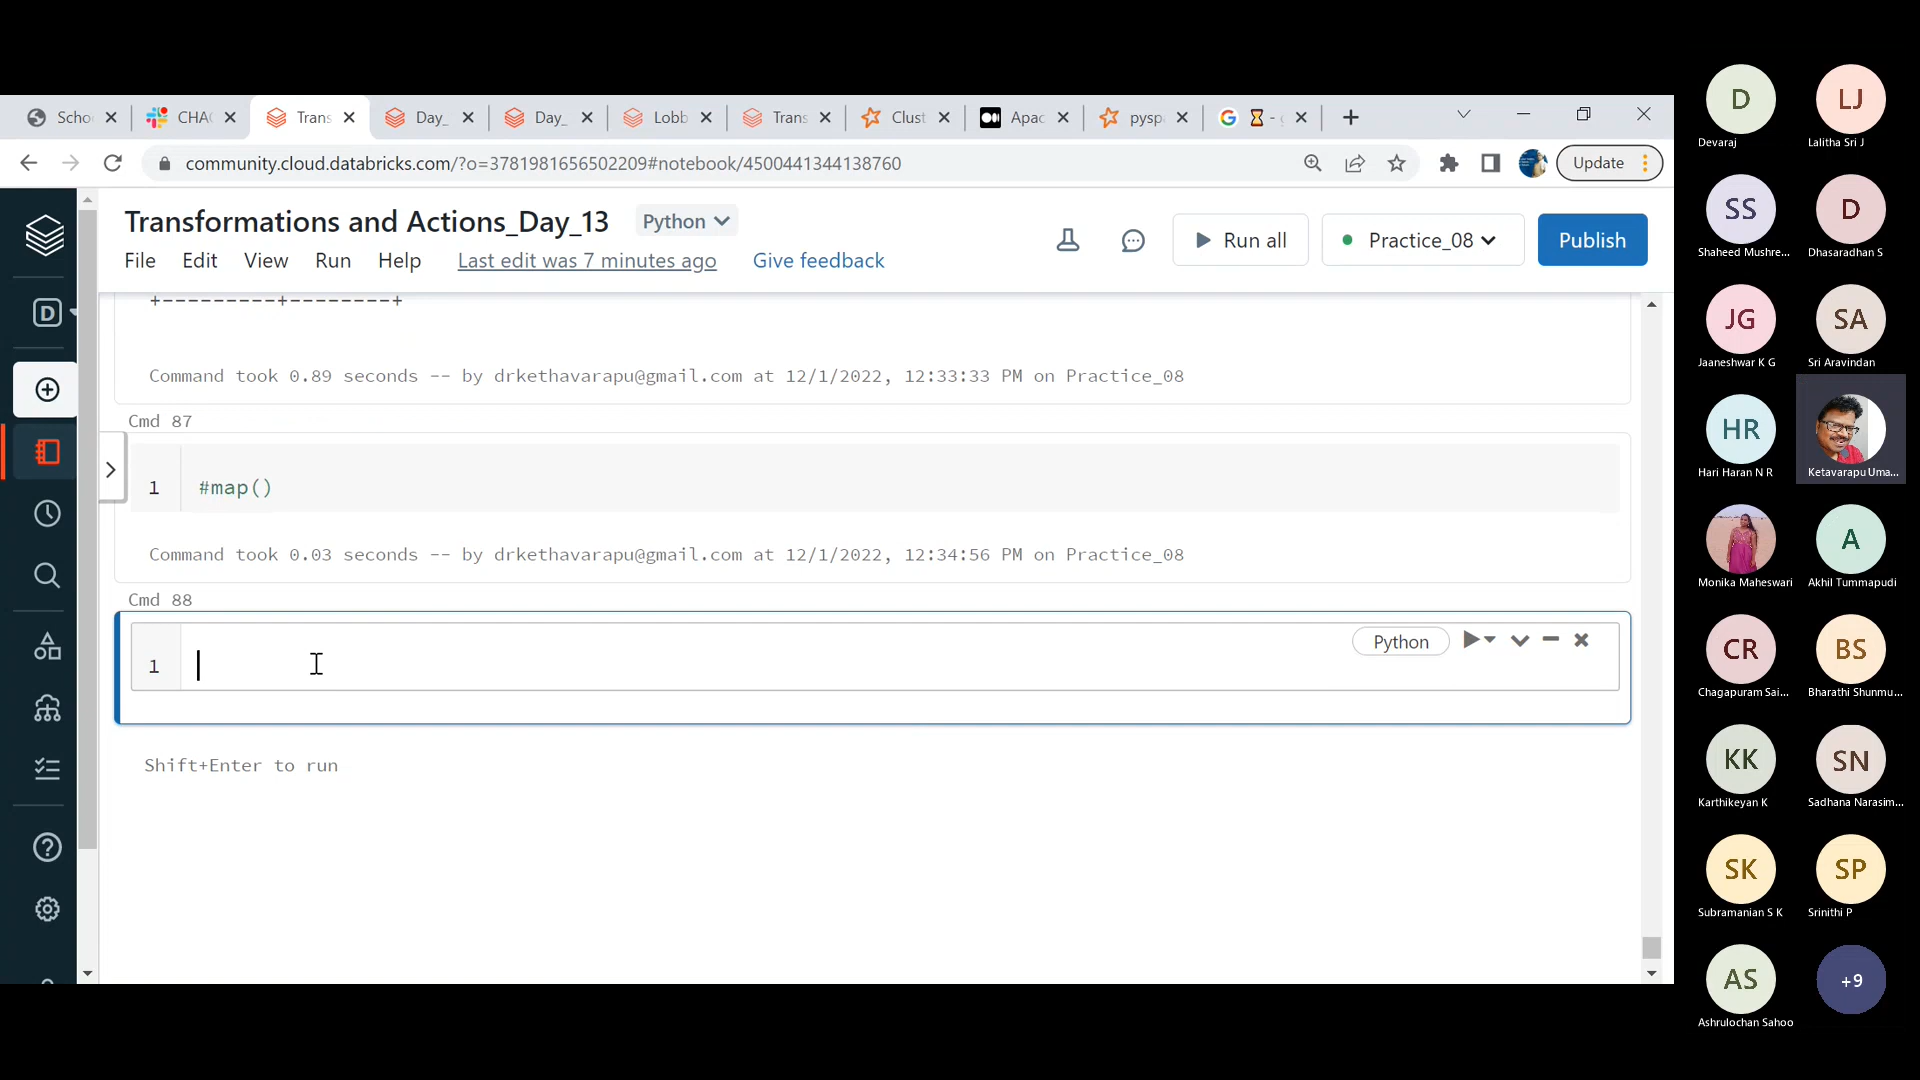 Scho
CHA
Trans
Day_
Day_
Lobb
Trans
Clust
Apac
pysp
community.cloud.databricks.com/?o=3781981656502209#notebook/4500441344138760
Update
Transformations and Actions_Day_13
Python
File Edit View Run Help Last edit was 7 minutes ago Give feedback
Run all
Practice_08
Publish
D
+---------+--------+
Command took 0.89 seconds -- by drkethavarapu@gmail.com at 12/1/2022, 12:33:33 PM on Practice_08
Cmd 87
1 #map()
Command took 0.03 seconds -- by drkethavarapu@gmail.com at 12/1/2022, 12:34:56 PM on Practice_08
Cmd 88
1
Python
Shift+Enter to run
D
Devaraj
LJ
Lalitha Sri J
SS
Shaheed Mushre...
D
Dhasaradhan S
JG
Jaaneshwar K G
SA
Sri Aravindan
HR
Hari Haran N R
Ketavarapu Uma...
Monika Maheswari
A
Akhil Tummapudi
CR
Chagapuram Sai...
BS
Bharathi Shunmu...
KK
Karthikeyan K
SN
Sadhana Narasim...
SK
Subramanian S K
SP
Srinithi P
AS
Ashrulochan Sahoo
+9